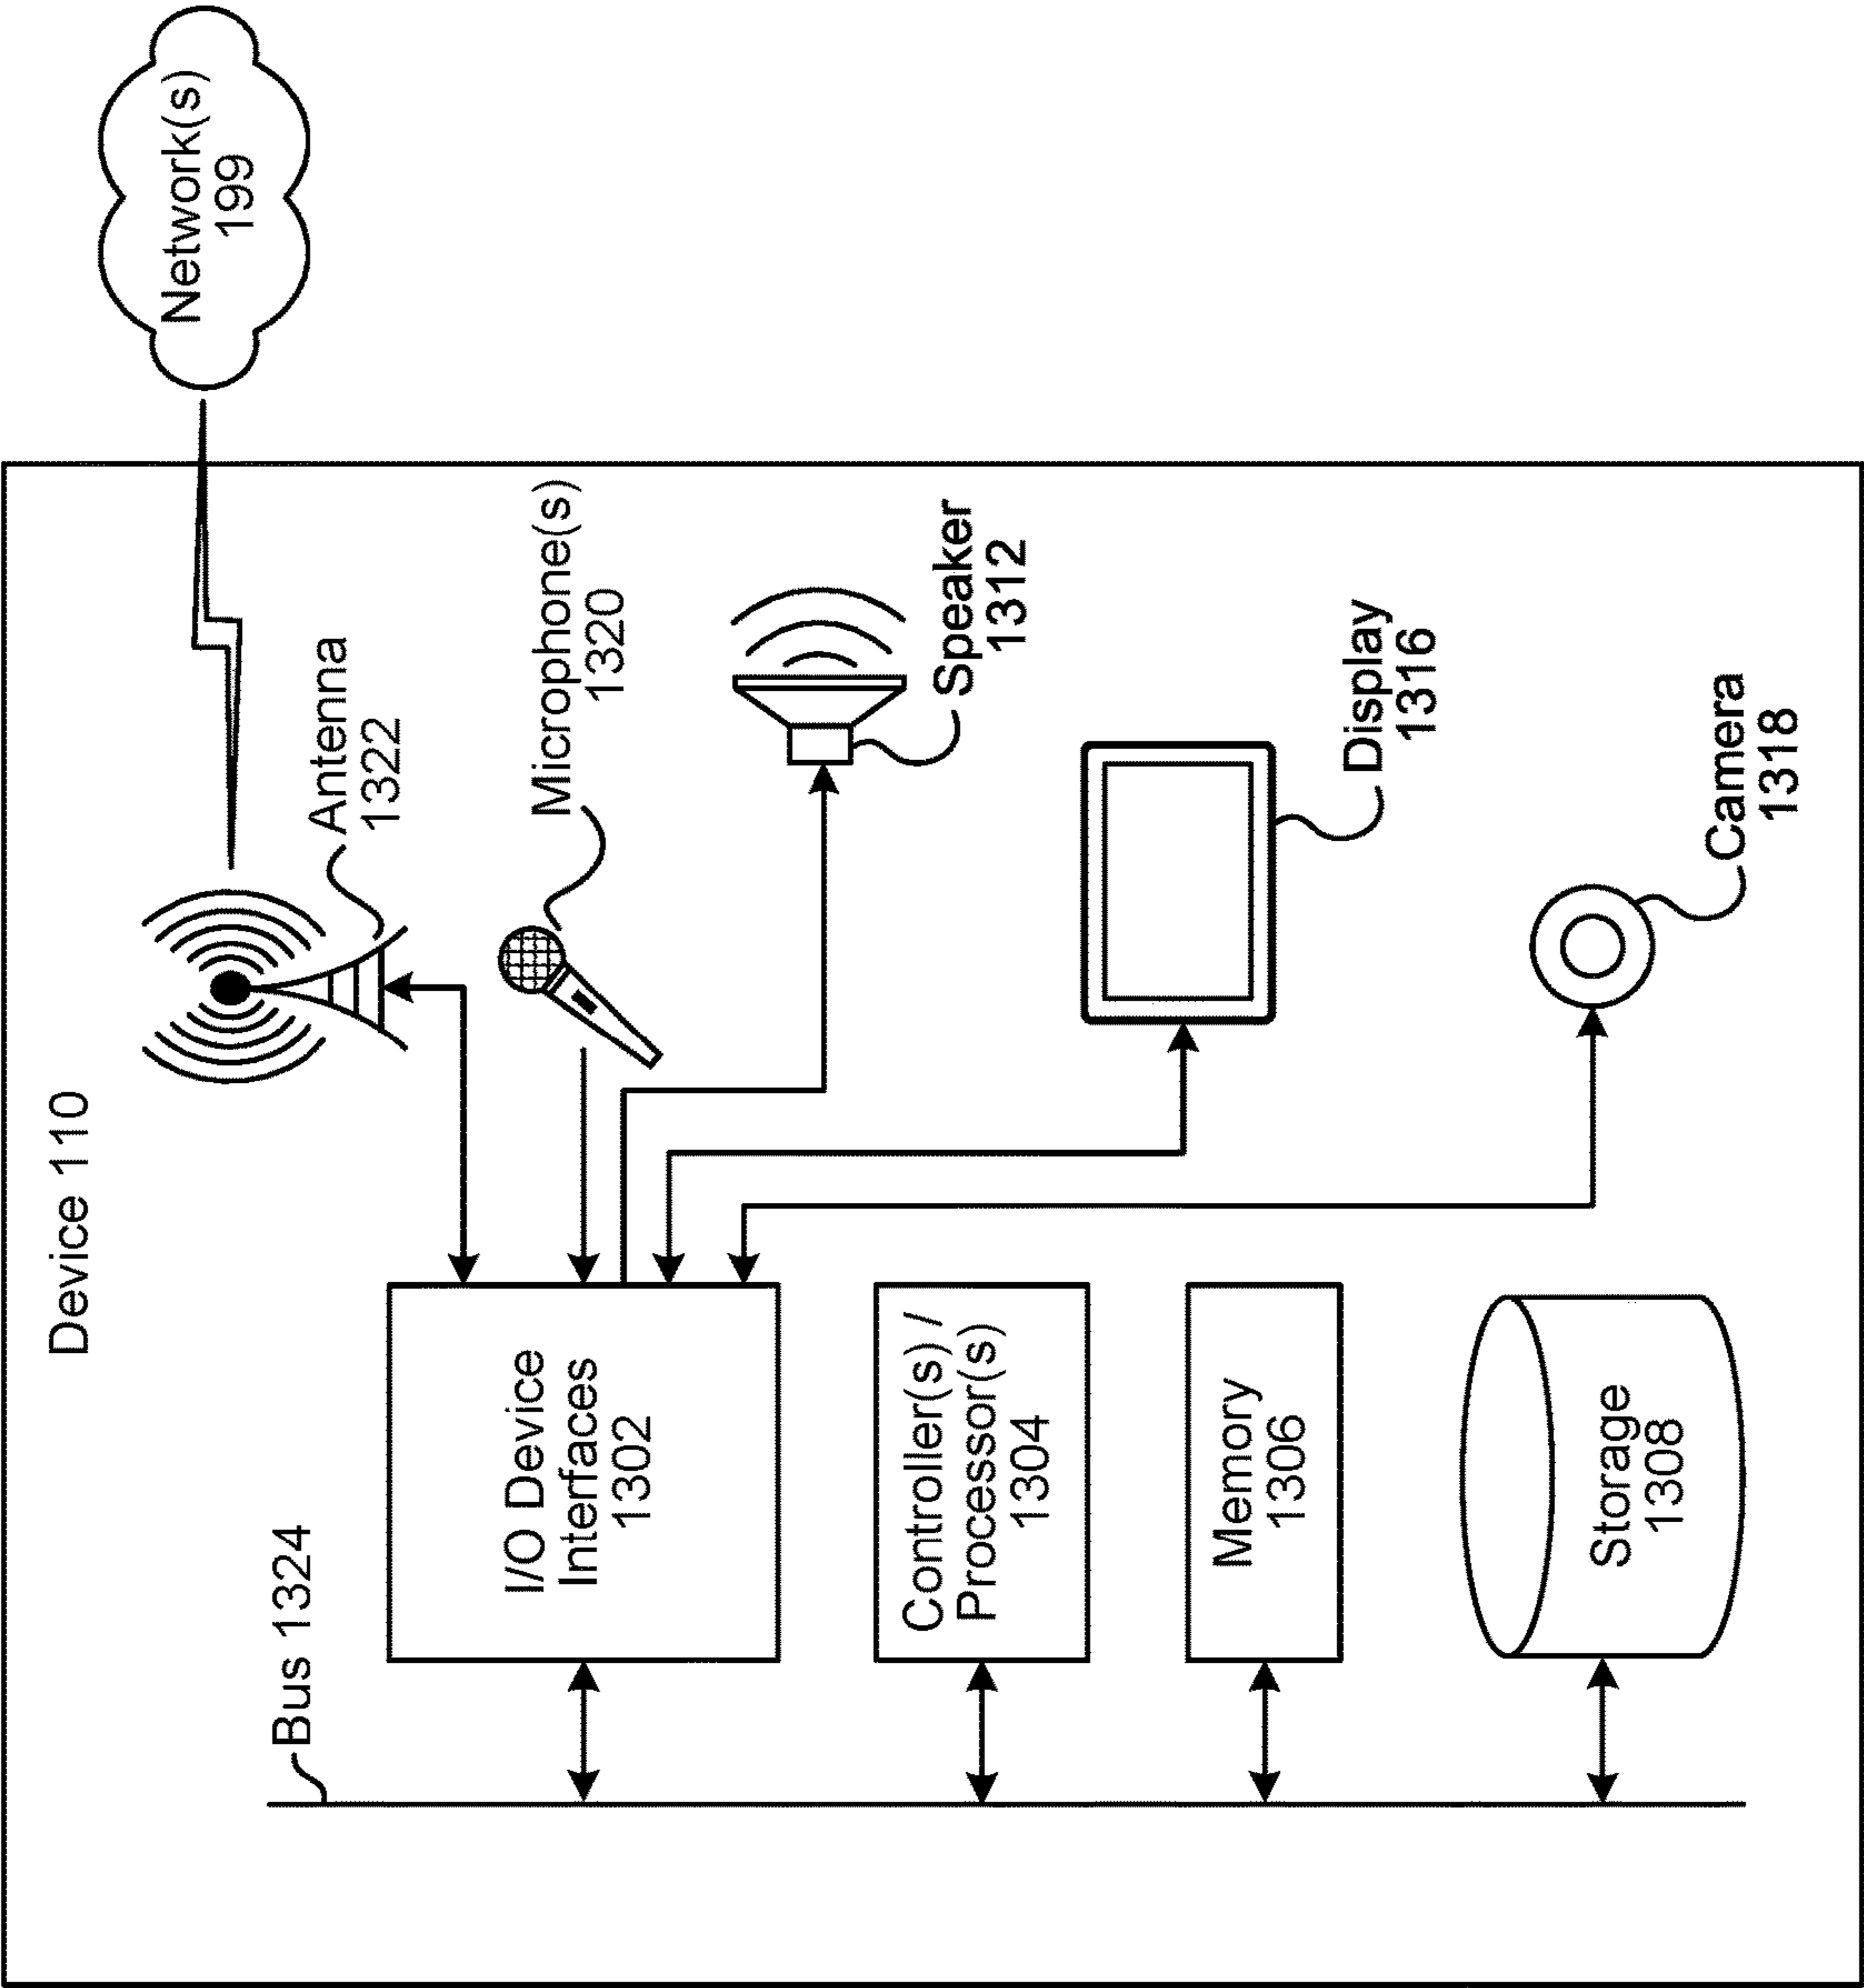 Device 110
Network(s)
199
Bus 1324
Antenna
1322
I/O Device
Interfaces
1302
Microphone(s)
1320
Speaker
1312
Controller(s) /
Processor(s)
1304
Display
1316
Memory
1306
Storage
1308
Camera
1318